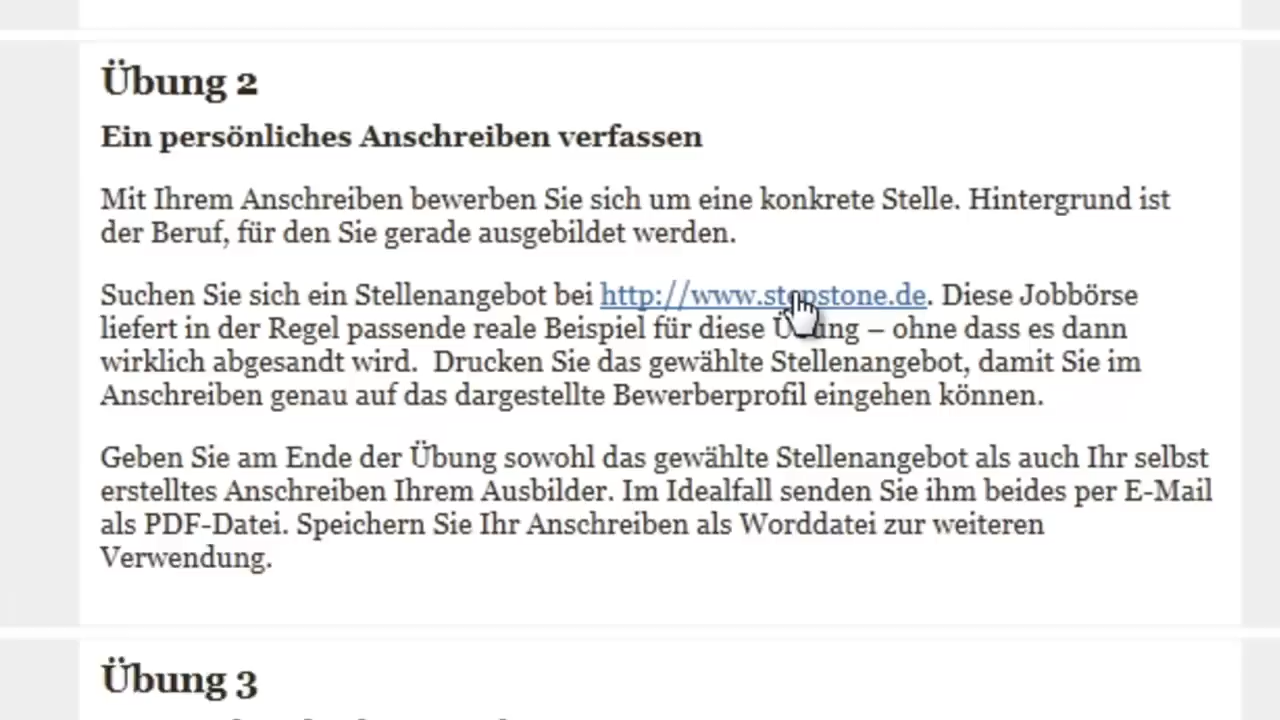 Übung 2
Ein persönliches Anschreiben verfassen
Mit Ihrem Anschreiben bewerben Sie sich um eine konkrete Stelle. Hintergrund ist
der Beruf, für den Sie gerade ausgebildet werden.
Suchen Sie sich ein Stellenangebot bei http://www.stepstone.de. Diese Jobbörse
liefert in der Regel passende reale Beispiel für diese Übung – ohne dass es dann
wirklich abgesandt wird. Drucken Sie das gewählte Stellenangebot, damit Sie im
Anschreiben genau auf das dargestellte Bewerberprofil eingehen können.
Geben Sie am Ende der Übung sowohl das gewählte Stellenangebot als auch Ihr selbst
erstelltes Anschreiben Ihrem Ausbilder. Im Idealfall senden Sie ihm beides per E-Mail
als PDF-Datei. Speichern Sie Ihr Anschreiben als Worddatei zur weiteren
Verwendung.
Übung 3